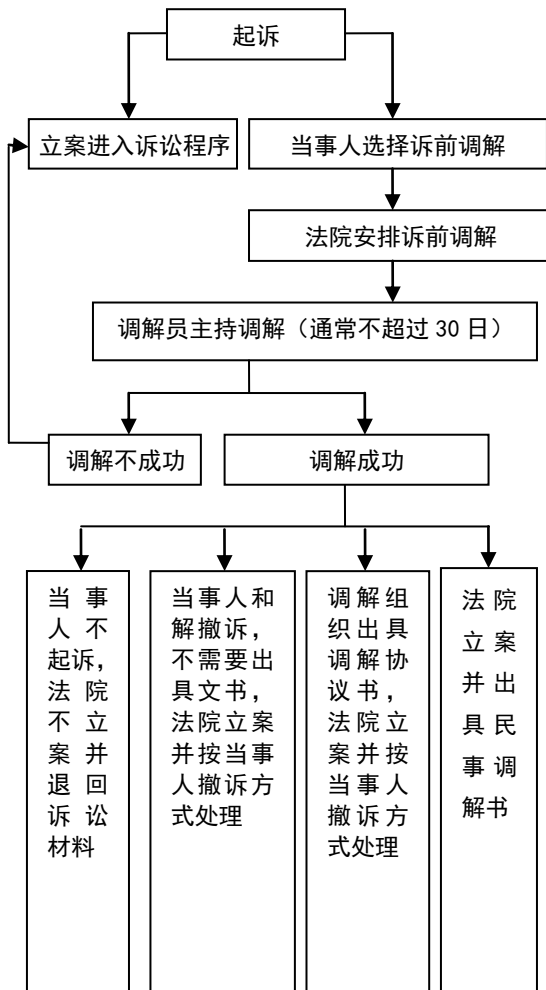 起诉
立案进入诉讼程序
当事人选择诉前调解
法院安排诉前调解
调解员主持调解（通常不超过 30 日）
调解不成功
调解成功
当事
人不
起诉，
法院
不立
案并
退回
诉讼
材料
当事人和
解撤诉，
不需要出
具文书，
法院立案
并按当事
人撤诉方
式处理
调解组
织出具
调解协
议书，
法院立
案并按
当事人
撤诉方
式处理
法院
立案
并出
具民
事调
解书